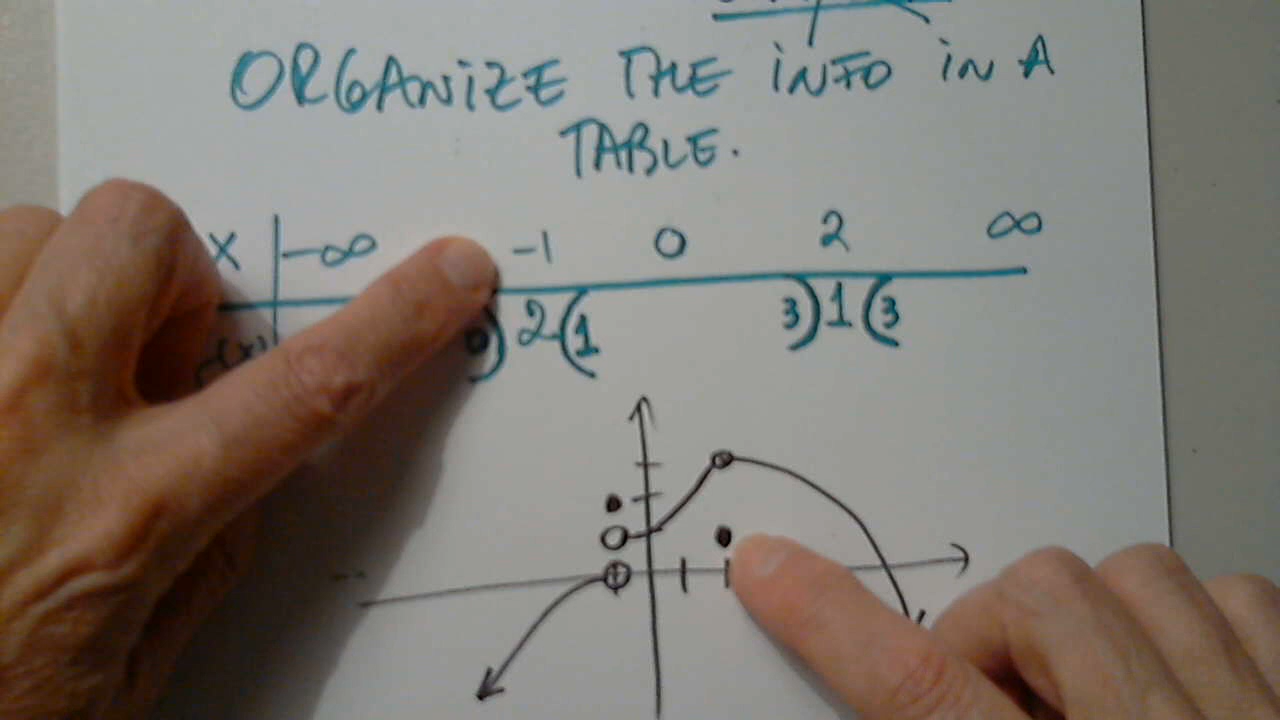 ORGANIZE THE INFO IN A
TABLE.
X -∞ -1 0 2 ∞
0) 2 (1 3) 1 (3